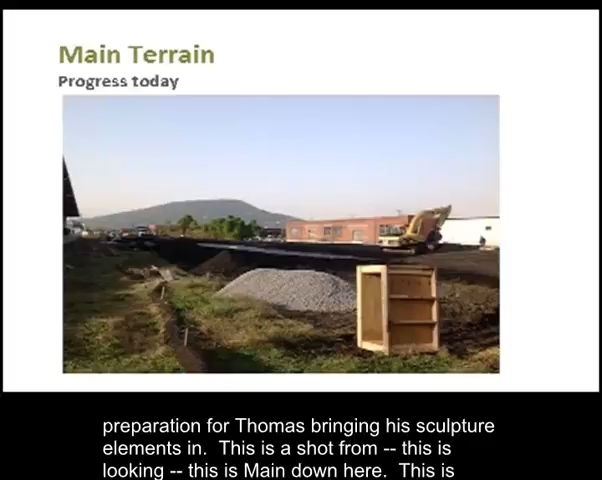 Main Terrain
Progress today
preparation for Thomas bringing his sculpture
elements in.  This is a shot from -- this is
looking -- this is Main down here.  This is